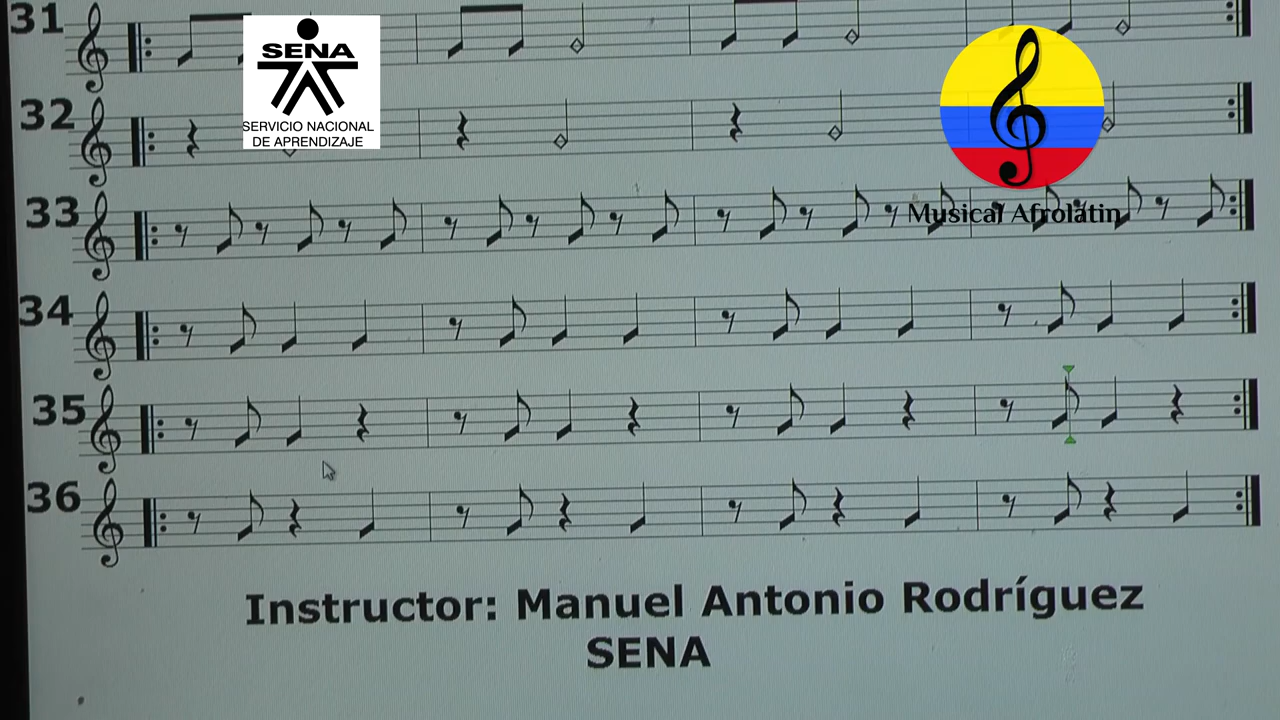 31
SENA
SERVICIO NACIONAL
DE APRENDIZAJE
32
33
Musical Afrolatin
34
35
36
Instructor: Manuel Antonio Rodríguez
SENA